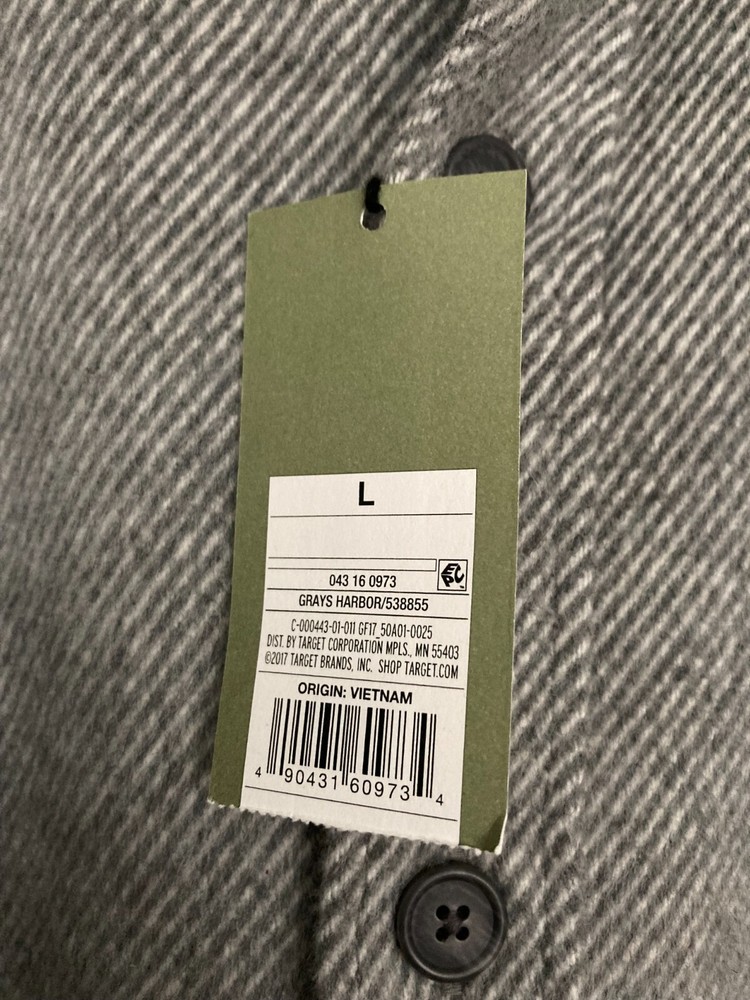 L
EPC
043 16 0973
GRAYS HARBOR/538855
C-000443-01-011 GF17_50A01-0025
DIST. BY TARGET CORPORATION MPLS., MN 55403
©2017 TARGET BRANDS, INC. SHOP TARGET.COM
ORIGIN: VIETNAM
4 90431 60973 4